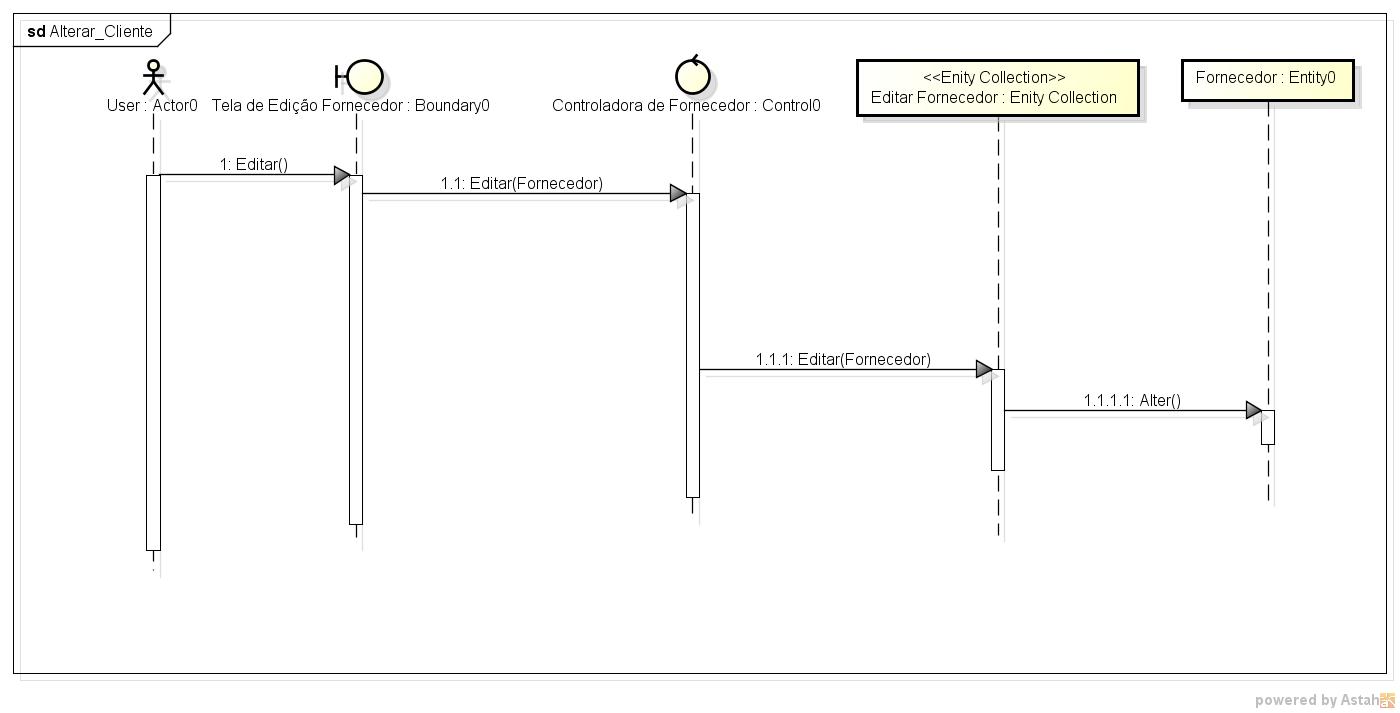 sd Alterar_Cliente
User : Actor0
Tela de Edição Fornecedor : Boundary0
Controladora de Fornecedor : Control0
<<Enity Collection>>
Editar Fornecedor : Enity Collection
Fornecedor : Entity0
1: Editar()
1.1: Editar(Fornecedor)
1.1.1: Editar(Fornecedor)
1.1.1.1: Alter()
powered by Astah